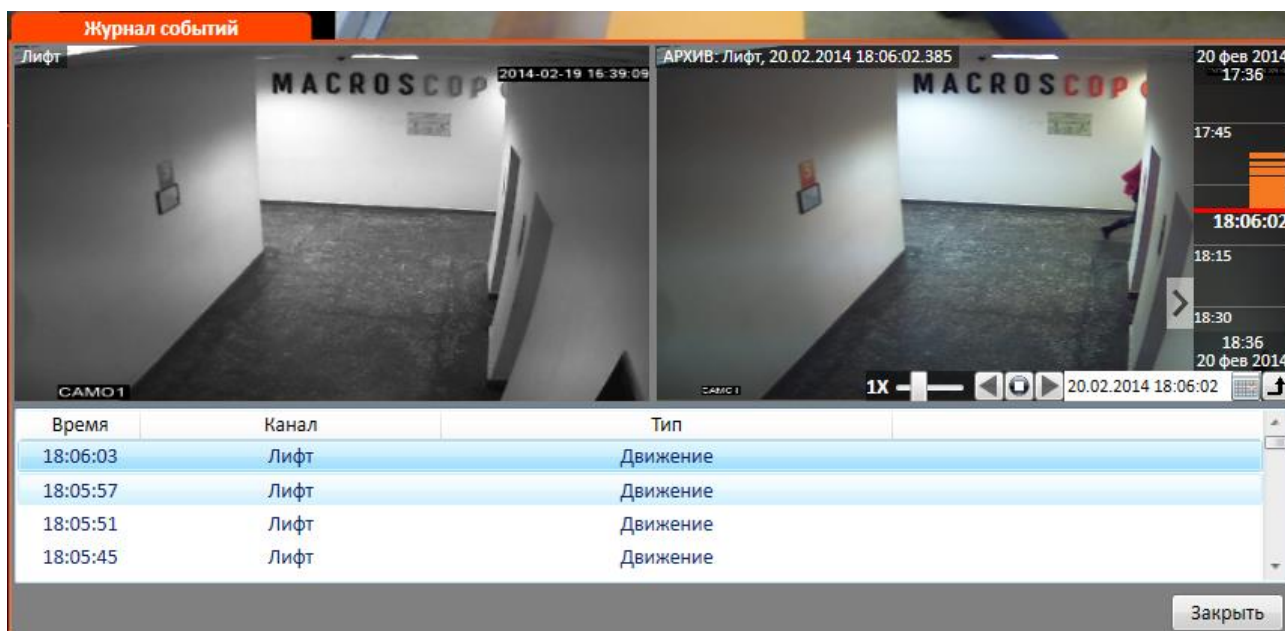 Журнал событий
Лифт
2014-02-19 16:39:09
MACROSCOP
CAMO1
АРХИВ: Лифт, 20.02.2014 18:06:02.385
MACROSCOP
CAMO1
20 фев 2014
17:36
17:45
18:06:02
18:15
18:30
18:36
20 фев 2014
1X
20.02.2014 18:06:02
Время Канал Тип
18:06:03 Лифт Движение
18:05:57 Лифт Движение
18:05:51 Лифт Движение
18:05:45 Лифт Движение
Закрыть